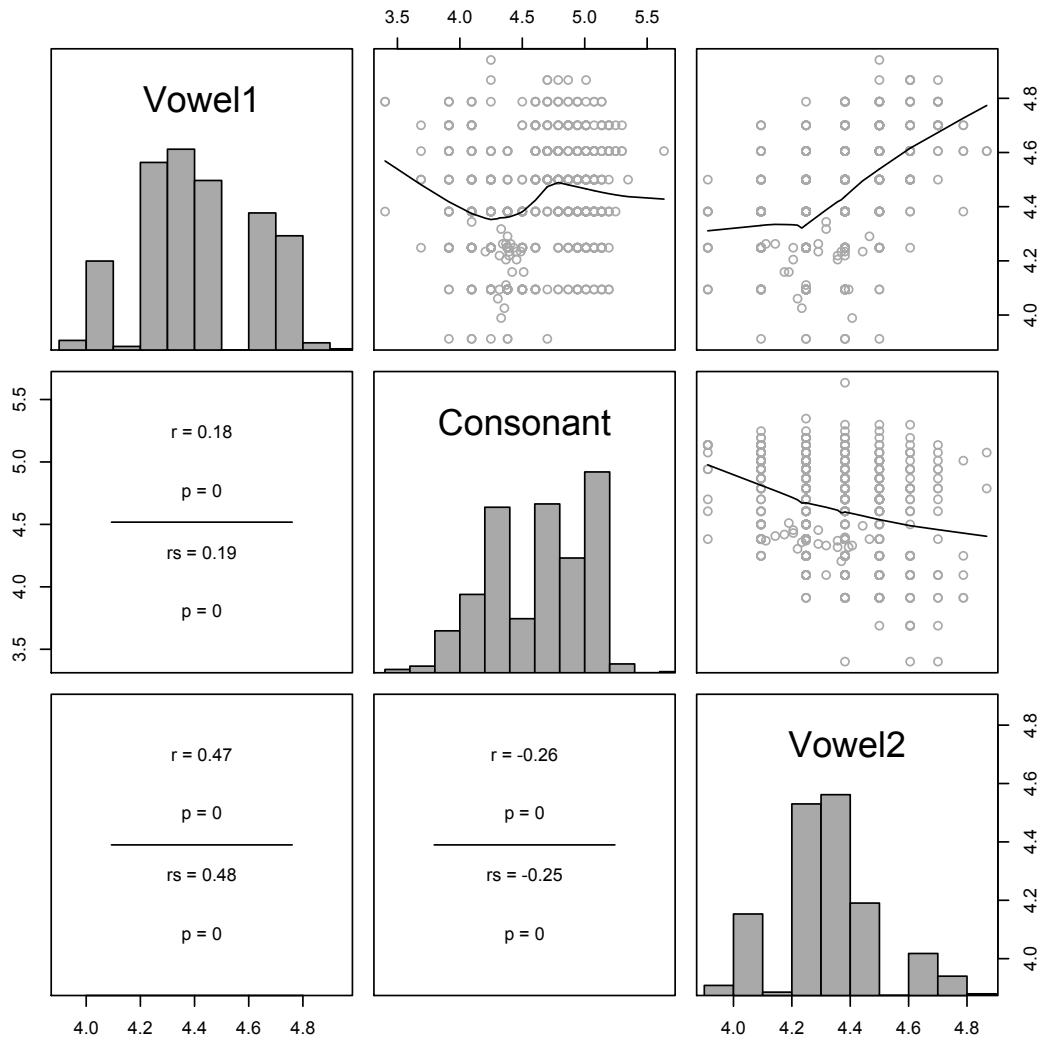 3.5 4.0 4.5 5.0 5.5
Vowel1
4.0 4.2 4.4 4.6 4.8
3.5 4.0 4.5 5.0 5.5
r = 0.18
p = 0
rs = 0.19
p = 0
Consonant
r = 0.47
p = 0
rs = 0.48
p = 0
r = -0.26
p = 0
rs = -0.25
p = 0
Vowel2
4.0 4.2 4.4 4.6 4.8
4.0 4.2 4.4 4.6 4.8
4.0 4.2 4.4 4.6 4.8